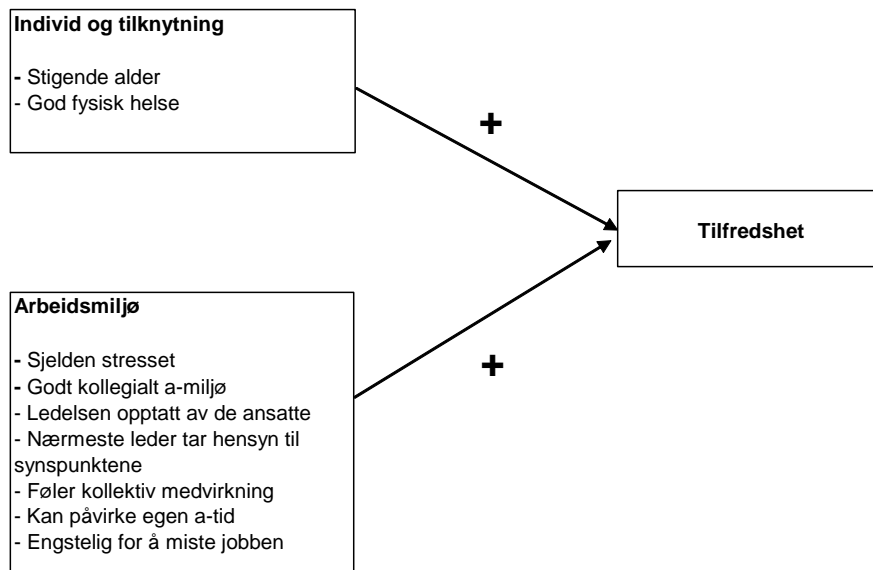 Individ og tilknytning
- Stigende alder
- God fysisk helse
+
Tilfredshet
Arbeidsmiljø
- Sjelden stresset
- Godt kollegialt a-miljø
- Ledelsen opptatt av de ansatte
- Nærmeste leder tar hensyn til
synspunktene
- Føler kollektiv medvirkning
- Kan påvirke egen a-tid
- Engstelig for å miste jobben
+